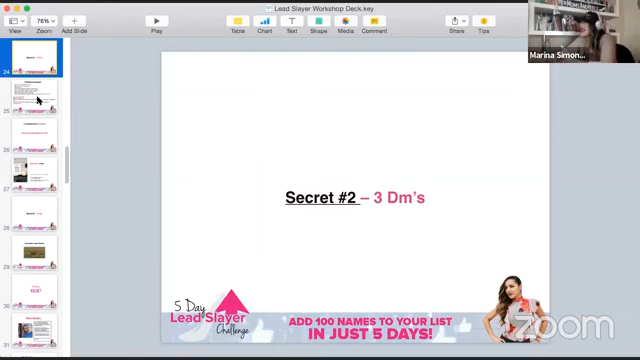 Lead Slayer Workshop Deck.key
76%
View
Zoom
Add Slide
Play
Table
Chart
Text
Shape
Media
Comment
Share
Tips
Marina Simon...
24
25
26
27
28
29
30
31
Secret #2 – 3 Dm's
5 Day
Lead Slayer
Challenge
ADD 100 NAMES TO YOUR LIST
IN JUST 5 DAYS!
zoom